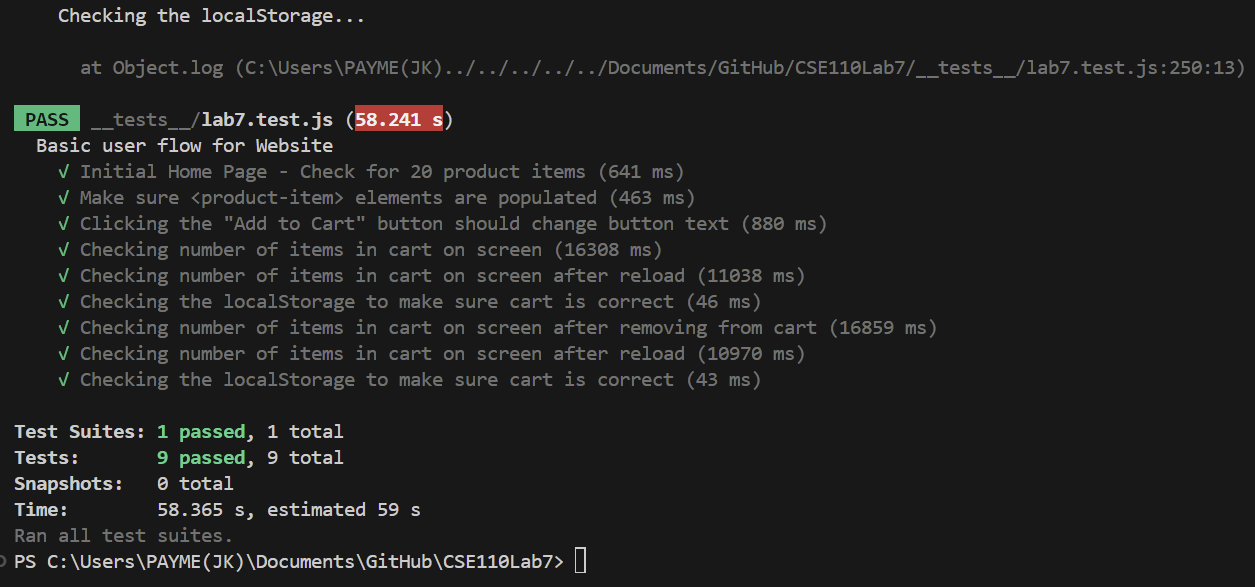 Checking the localStorage...
at Object.log (C:\Users\PAYME(JK)../../../../../Documents/GitHub/CSE110Lab7/__tests__/lab7.test.js:250:13)
PASS __tests__/lab7.test.js (58.241 s)
Basic user flow for Website
√ Initial Home Page - Check for 20 product items (641 ms)
√ Make sure <product-item> elements are populated (463 ms)
√ Clicking the "Add to Cart" button should change button text (880 ms)
√ Checking number of items in cart on screen (16308 ms)
√ Checking number of items in cart on screen after reload (11038 ms)
√ Checking the localStorage to make sure cart is correct (46 ms)
√ Checking number of items in cart on screen after removing from cart (16859 ms)
√ Checking number of items in cart on screen after reload (10970 ms)
√ Checking the localStorage to make sure cart is correct (43 ms)
Test Suites: 1 passed, 1 total
Tests: 9 passed, 9 total
Snapshots: 0 total
Time: 58.365 s, estimated 59 s
Ran all test suites.
PS C:\Users\PAYME(JK)\Documents\GitHub\CSE110Lab7>